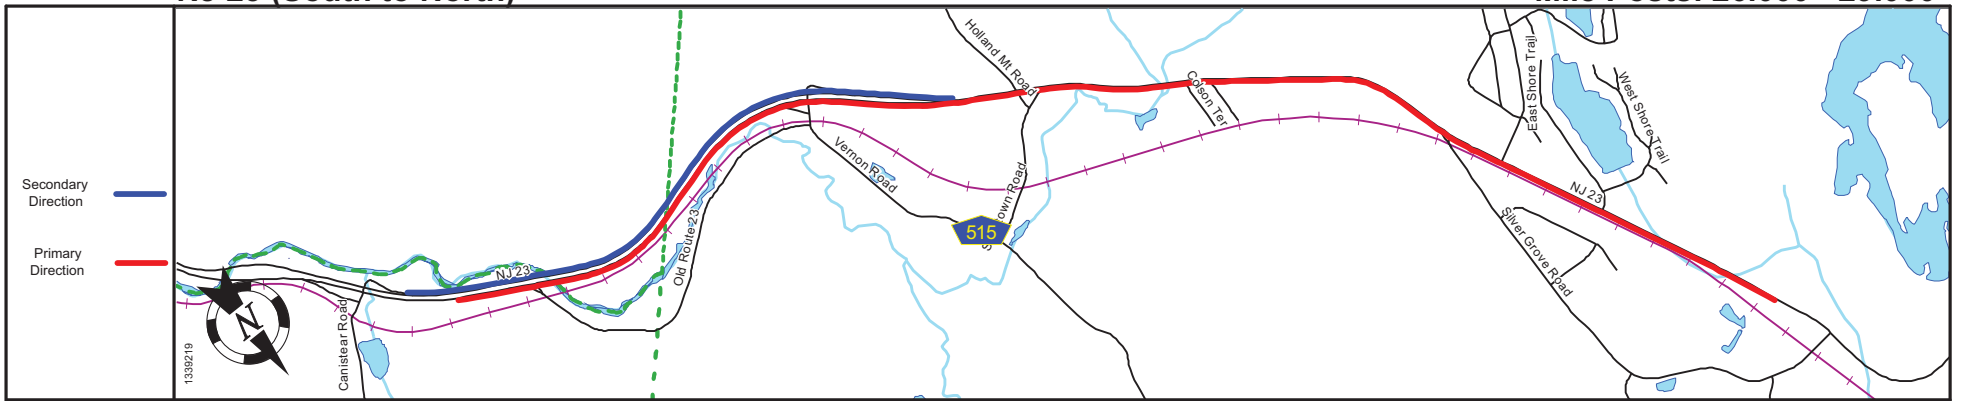 Secondary
Direction
Primary
Direction
1339219
N
Canistear Road
NJ 23
Old Route 23
Vernon Road
515
Holland Mt Road
Colson Ter
East Shore Trail
West Shore Trail
NJ 23
Silver Grove Road